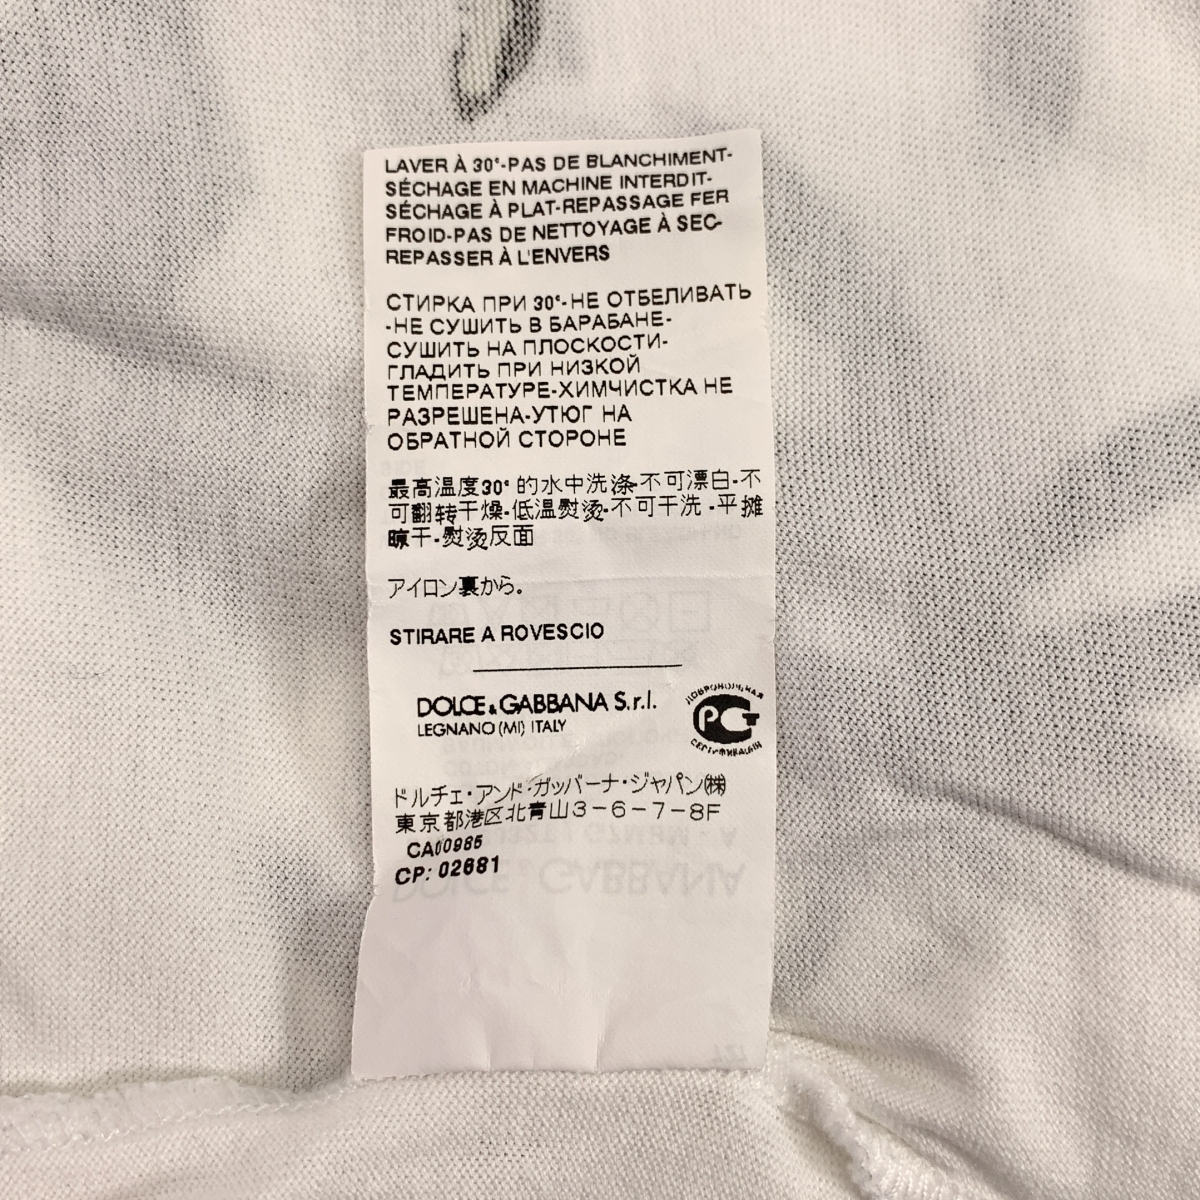 LAVER À 30°-PAS DE BLANCHIMENT-
SÉCHAGE EN MACHINE INTERDIT-
SÉCHAGE À PLAT-REPASSAGE FER
FROID-PAS DE NETTOYAGE À SEC-
REPASSER À L'ENVERS
СТИРКА ПРИ 30°-НЕ ОТБЕЛИВАТЬ
-НЕ СУШИТЬ В БАРАБАНЕ-
СУШИТЬ НА ПЛОСКОСТИ-
ГЛАДИТЬ ПРИ НИЗКОЙ
ТЕМПЕРАТУРЕ-ХИМЧИСТКА НЕ
РАЗРЕШЕНА-УТЮГ НА
ОБРАТНОЙ СТОРОНЕ
最高温度30° 的水中洗涤-不可漂白-不
可翻转干燥-低温熨烫-不可干洗 -平摊
晾干-熨烫反面
アイロン裏から。
STIRARE A ROVESCIO
DOLCE & GABBANA S.r.l.
LEGNANO (MI) ITALY
ДОБРОВОЛЬНАЯ
РСТ
СЕРТИФИКАЦИЯ
ドルチェ・アンド・ガッバーナ・ジャパン㈱
東京都港区北青山3-6-7-8F
CA00985
CP: 02681